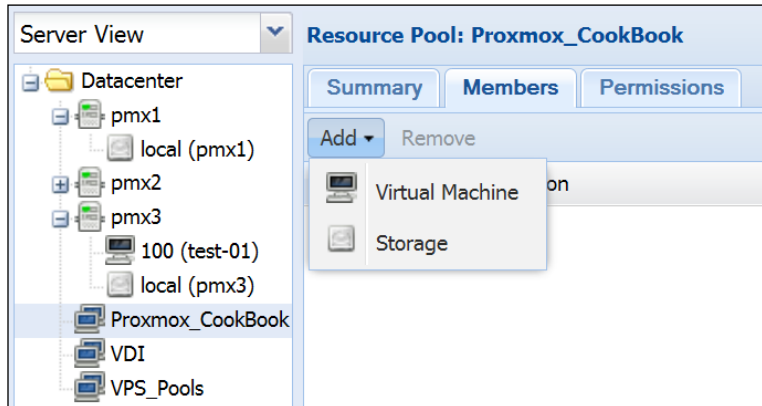 Server View
Datacenter
pmx1
local (pmx1)
pmx2
pmx3
100 (test-01)
local (pmx3)
Proxmox_CookBook
VDI
VPS_Pools
Resource Pool: Proxmox_CookBook
Summary Members Permissions
Add Remove
Virtual Machine
Storage